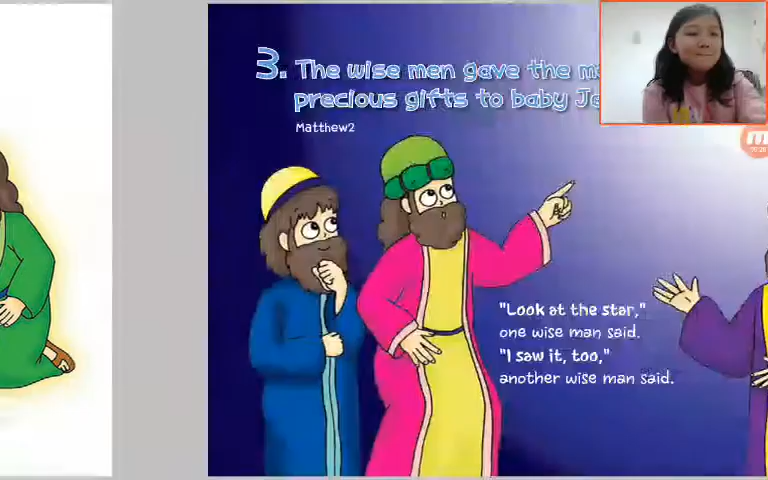 3. The wise men gave the
precious gifts to baby
Matthew2
"Look at the star,"
one wise man said.
"I saw it, too,"
another wise man said.